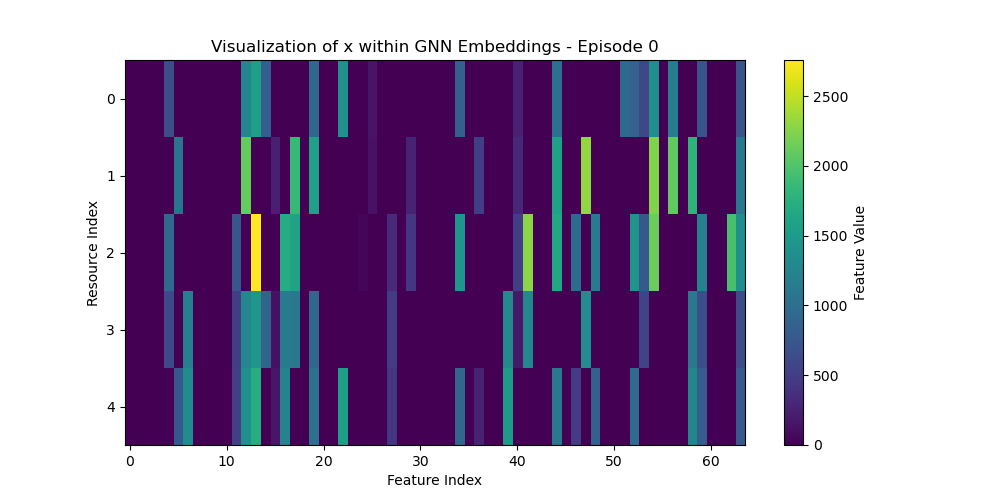 Visualization of x within GNN Embeddings - Episode 0
Resource Index
0
1
2
3
4
0 10 20 30 40 50 60
Feature Index
2500
2000
1500
1000
500
0
Feature Value